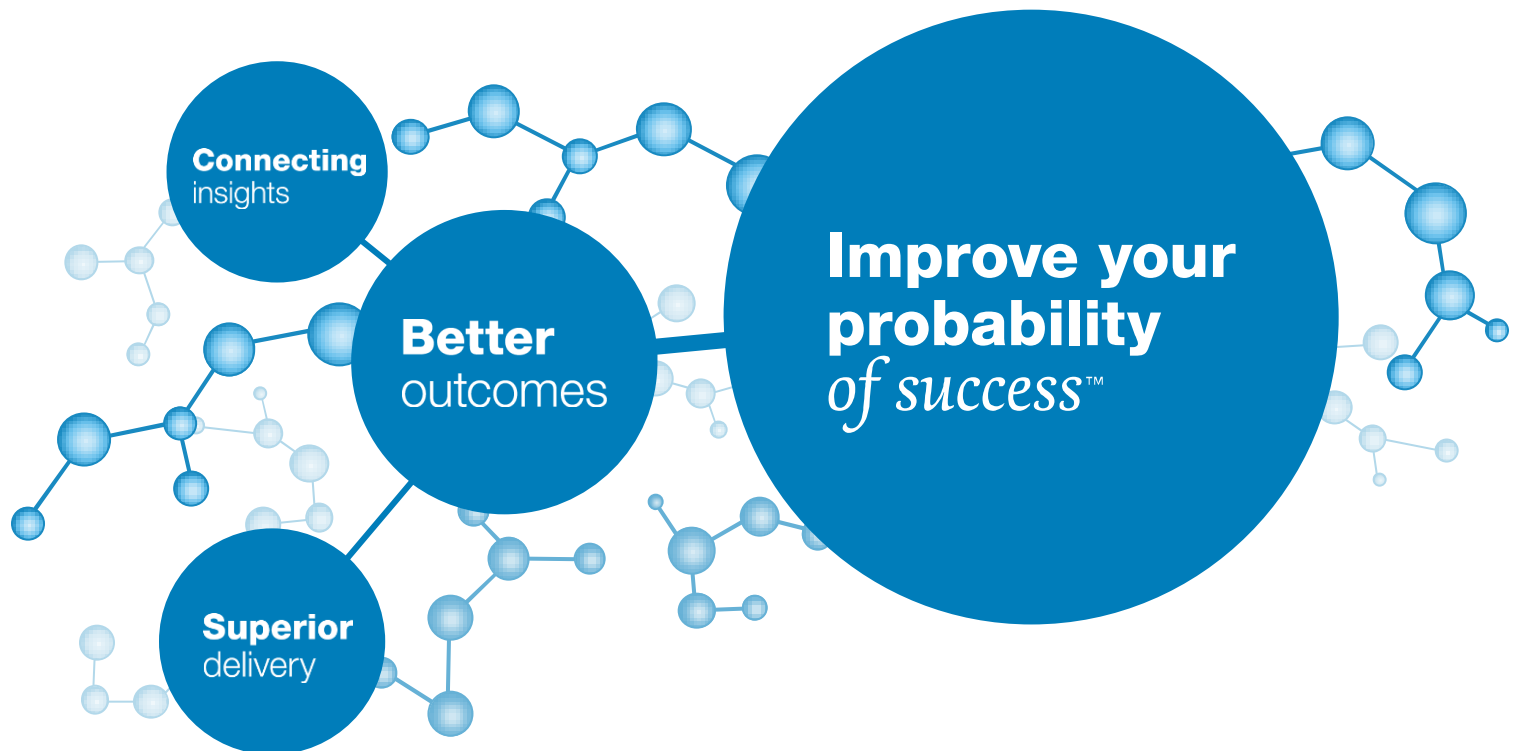 Connecting
insights
Better
outcomes
Superior
delivery
Improve your
probability
of success™